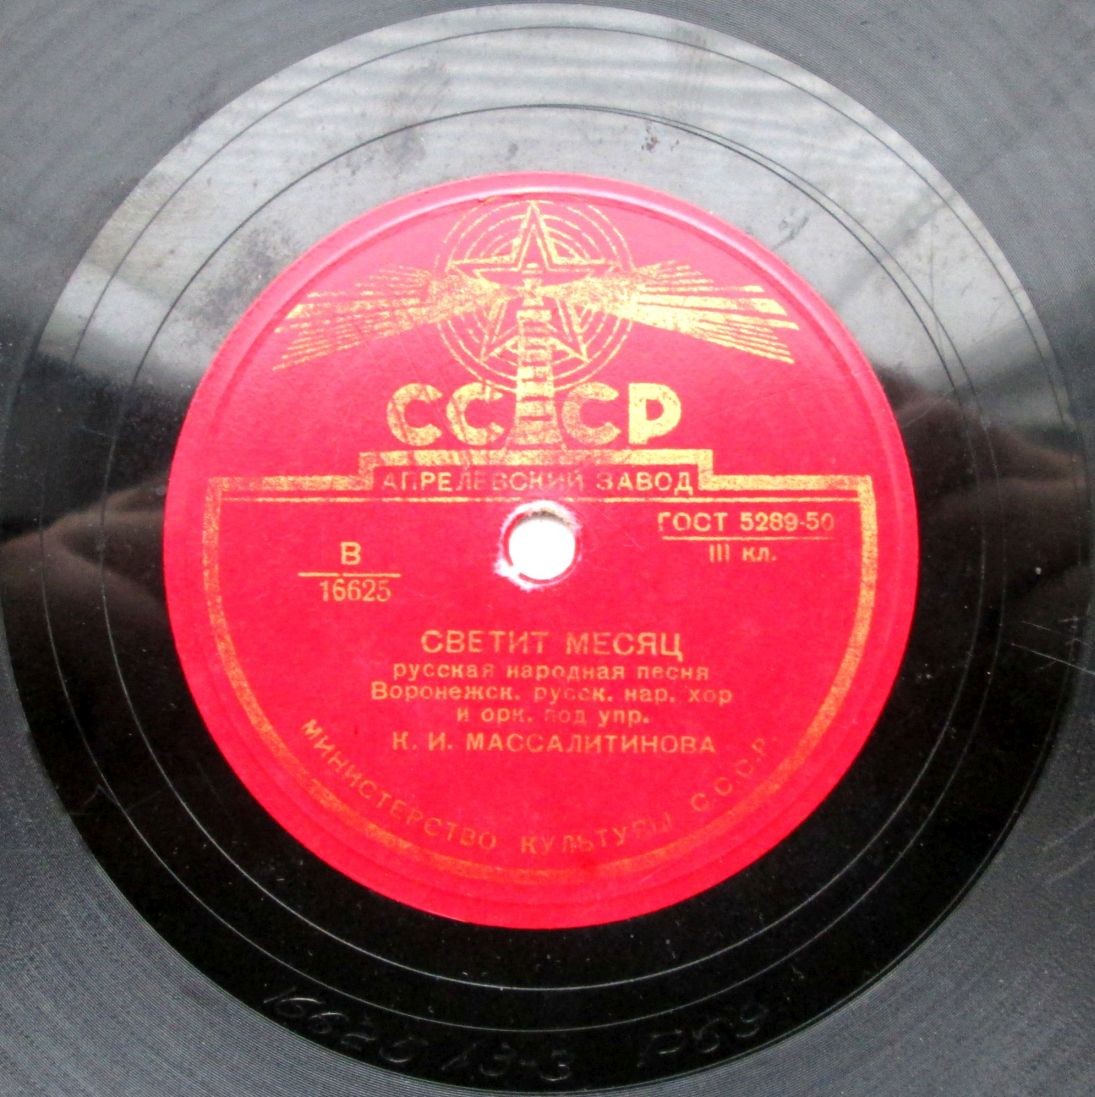 СССР
АПРЕЛЕВСКИЙ ЗАВОД
ГОСТ 5289-50
III кл.
В
16625
СВЕТИТ МЕСЯЦ
русская народная песня
Воронежск. русск. нар. хор
и орк. под упр.
К. И. МАССАЛИТИНОВА
МИНИСТЕРСТВО КУЛЬТУРЫ С.С.С.Р.